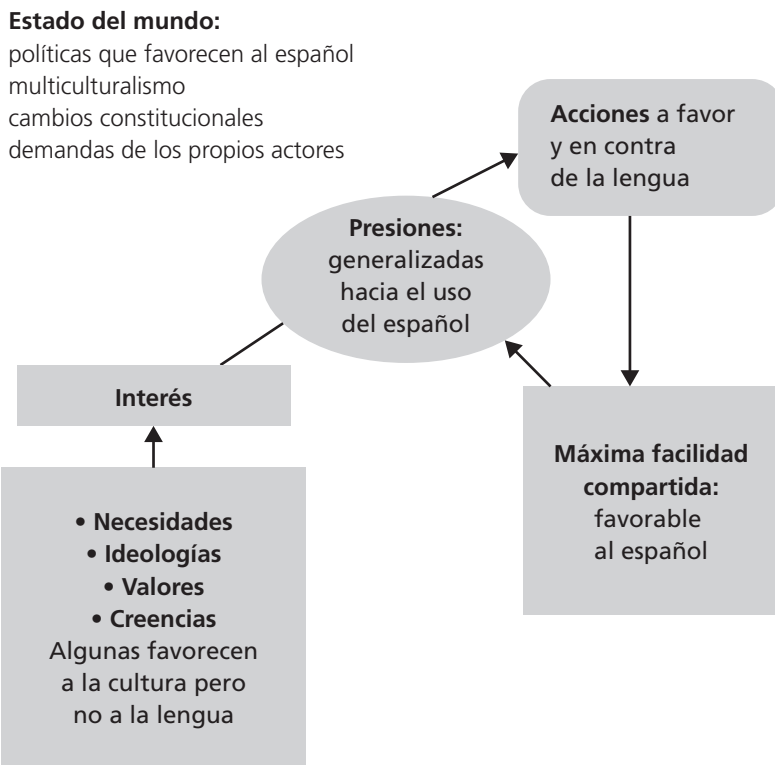 Estado del mundo:
políticas que favorecen al español
multiculturalismo
cambios constitucionales
demandas de los propios actores
Acciones a favor
y en contra
de la lengua
Presiones:
generalizadas
hacia el uso
del español
Interés
Máxima facilidad
compartida:
favorable
al español
• Necesidades
• Ideologías
• Valores
• Creencias
Algunas favorecen
a la cultura pero
no a la lengua